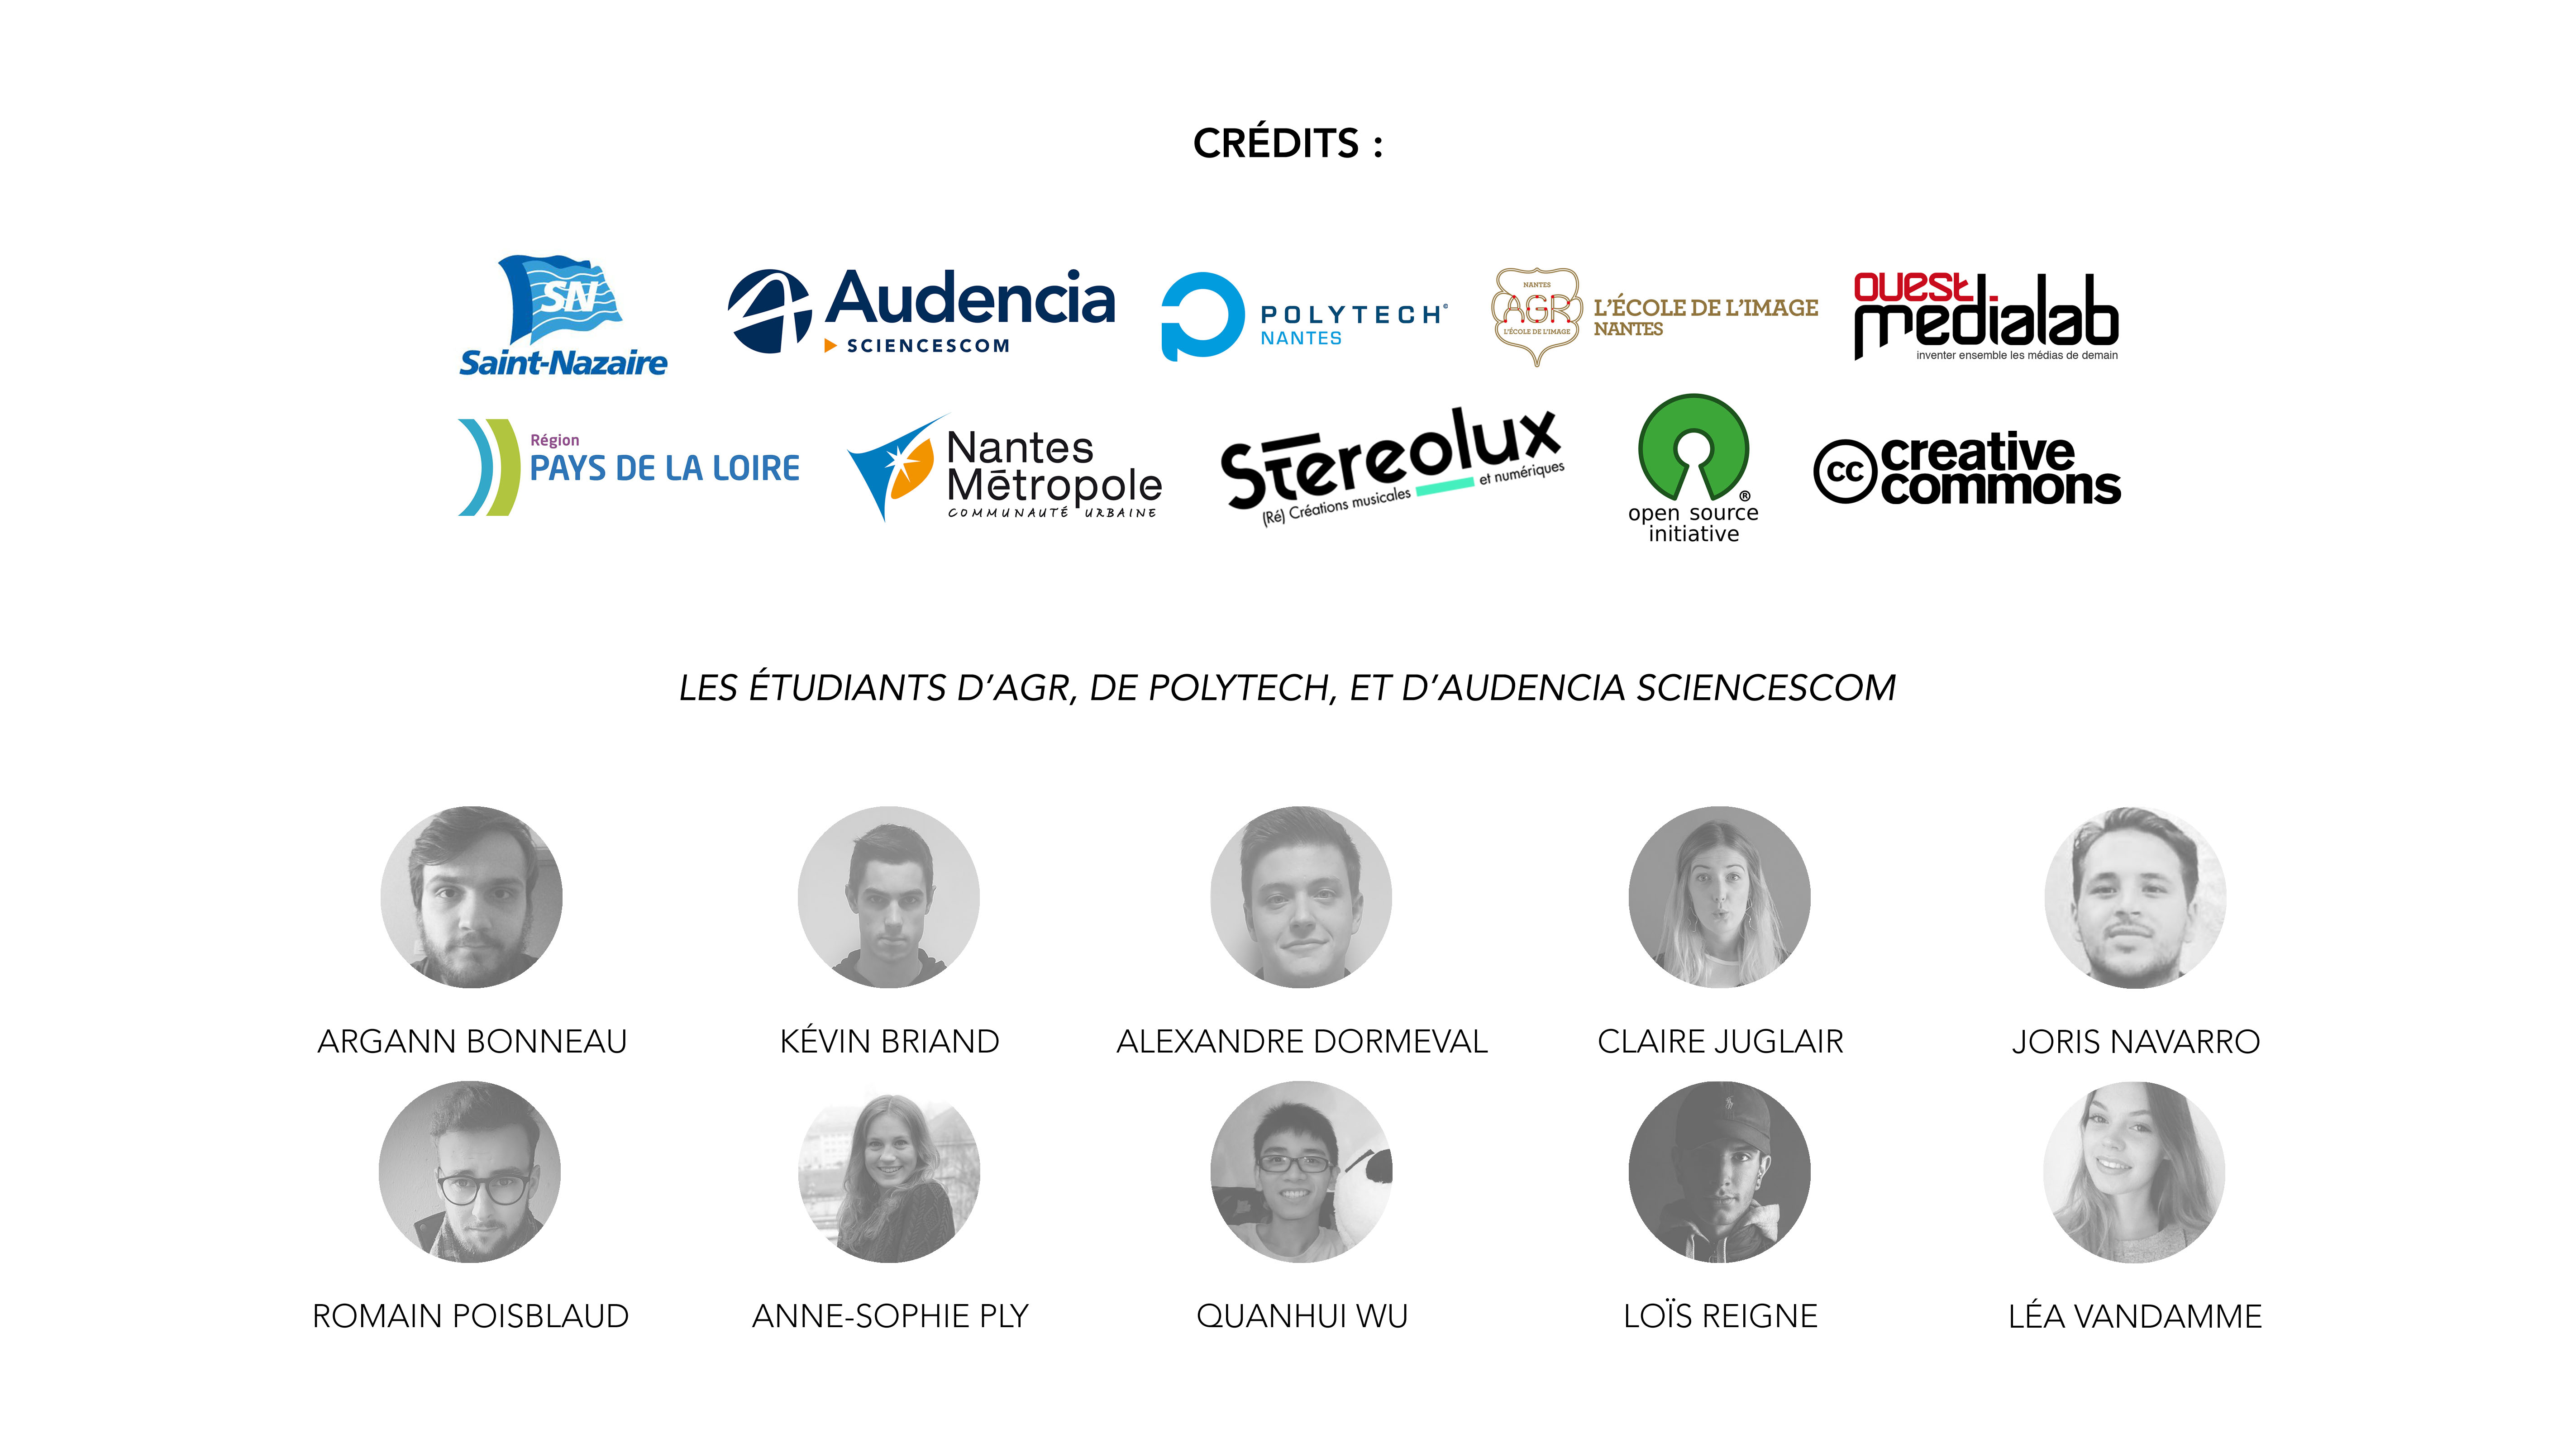 CRÉDITS :
SN
Saint-Nazaire
Audencia
SCIENCESCOM
POLYTECH©
NANTES
NANTES
AGR
L'ÉCOLE DE L'IMAGE
L'ÉCOLE DE L'IMAGE
NANTES
ouest
medialab
inventer ensemble les médias de demain
Région
PAYS DE LA LOIRE
Nantes
Métropole
COMMUNAUTÉ URBAINE
Stereolux
(Ré) Créations musicales et numériques
®
open source
initiative
cc creative
commons
LES ÉTUDIANTS D'AGR, DE POLYTECH, ET D'AUDENCIA SCIENCESCOM
ARGANN BONNEAU
KÉVIN BRIAND
ALEXANDRE DORMEVAL
CLAIRE JUGLAIR
JORIS NAVARRO
ROMAIN POISBLAUD
ANNE-SOPHIE PLY
QUANHUI WU
LOÏS REIGNE
LÉA VANDAMME